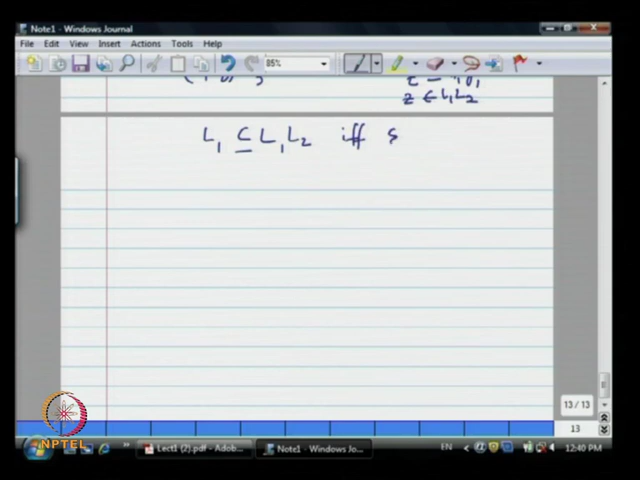 Note1 - Windows Journal
File Edit View Insert Actions Tools Help
85%
z ∈ L₁L₂
L₁ ⊆ L₁L₂ iff ε
13 / 13
13
NPTEL
Lect1 (2).pdf - Adob...
Note1 - Windows Jo...
EN
12:40 PM